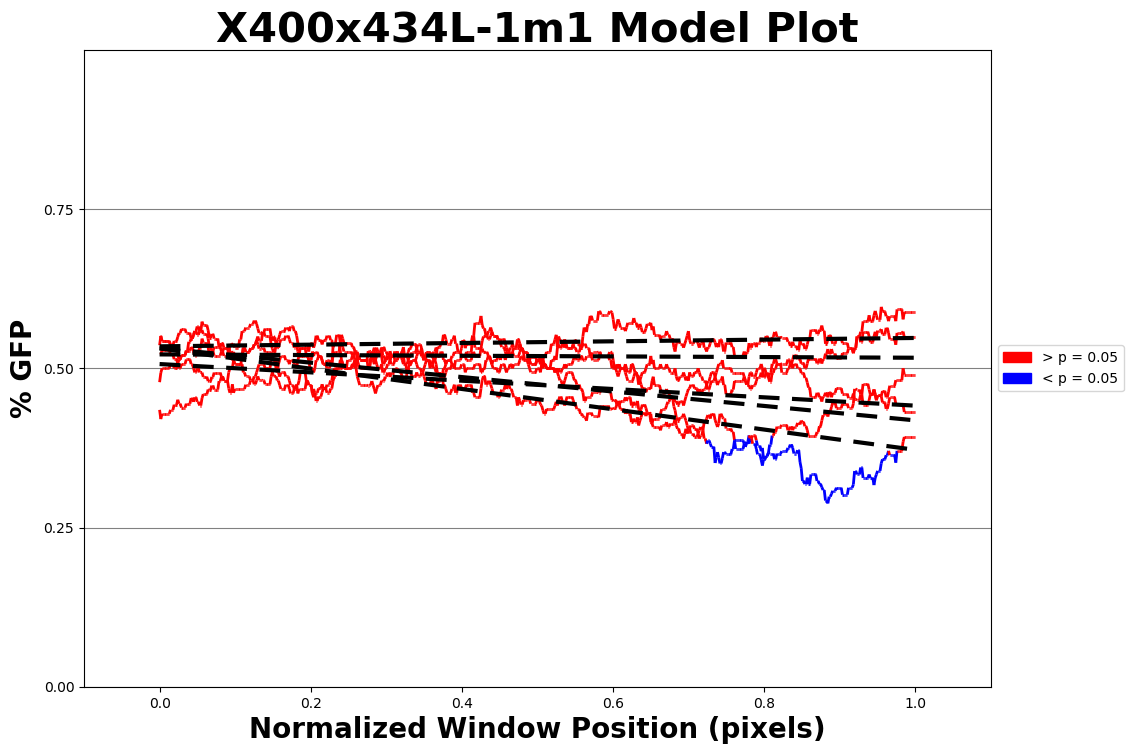 X400x434L-1m1 Model Plot
% GFP
0.75
0.50
0.25
0.00
0.0 0.2 0.4 0.6 0.8 1.0
Normalized Window Position (pixels)
> p = 0.05
< p = 0.05